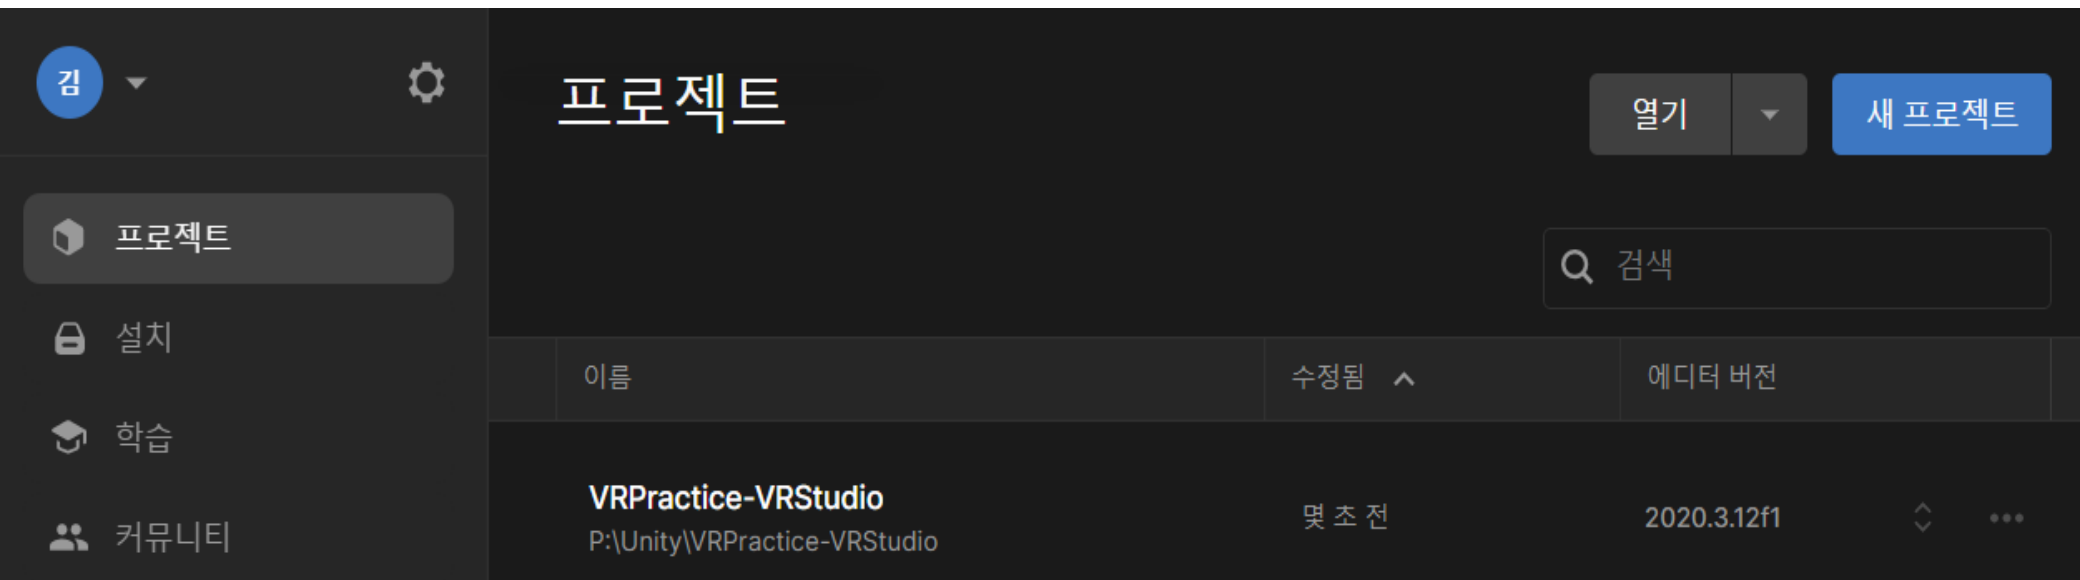 김
프로젝트
설치
학습
커뮤니티
프로젝트
열기
새 프로젝트
검색
이름
수정됨
에디터 버전
VRPractice-VRStudio
P:\Unity\VRPractice-VRStudio
몇 초 전
2020.3.12f1